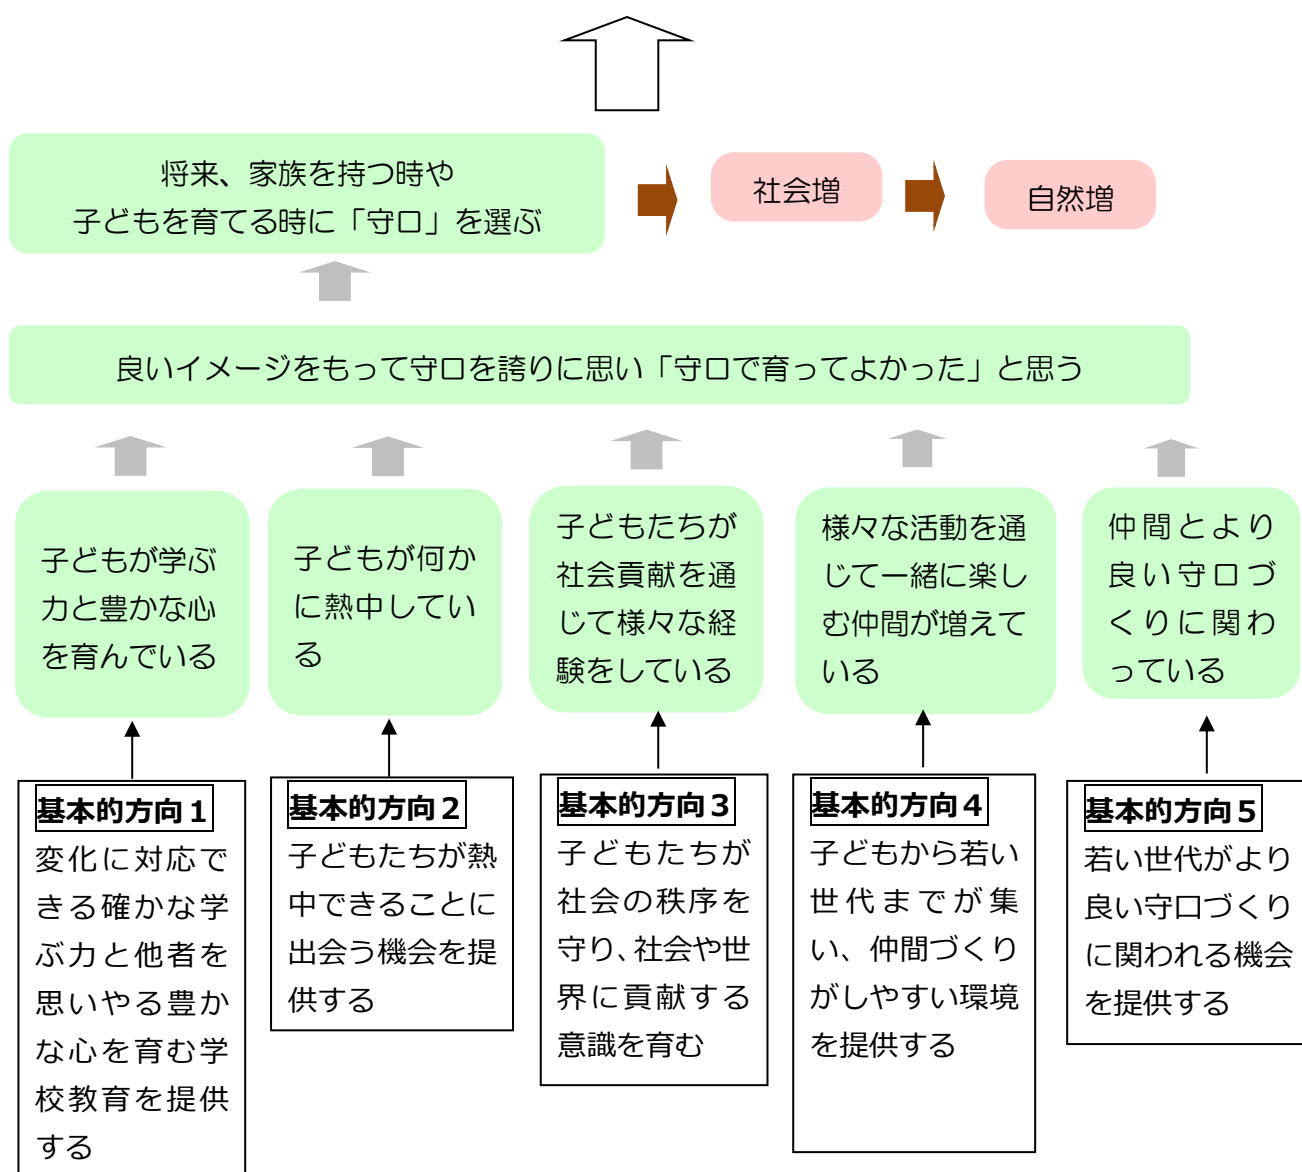 将来、家族を持つ時や
子どもを育てる時に「守口」を選ぶ
社会増
自然増
良いイメージをもって守口を誇りに思い「守口で育ってよかった」と思う
子どもが学ぶ
力と豊かな心
を育んでいる
子どもが何か
に熱中してい
る
子どもたちが
社会貢献を通
じて様々な経
験をしている
様々な活動を通
じて一緒に楽し
む仲間が増えて
いる
仲間とより
良い守口づ
くりに関わ
っている
基本的方向１
変化に対応で
きる確かな学
ぶ力と他者を
思いやる豊か
な心を育む学
校教育を提供
する
基本的方向２
子どもたちが熱
中できることに
出会う機会を提
供する
基本的方向３
子どもたちが
社会の秩序を
守り、社会や世
界に貢献する
意識を育む
基本的方向４
子どもから若い
世代までが集
い、仲間づくり
がしやすい環境
を提供する
基本的方向５
若い世代がより
良い守口づくり
に関われる機会
を提供する